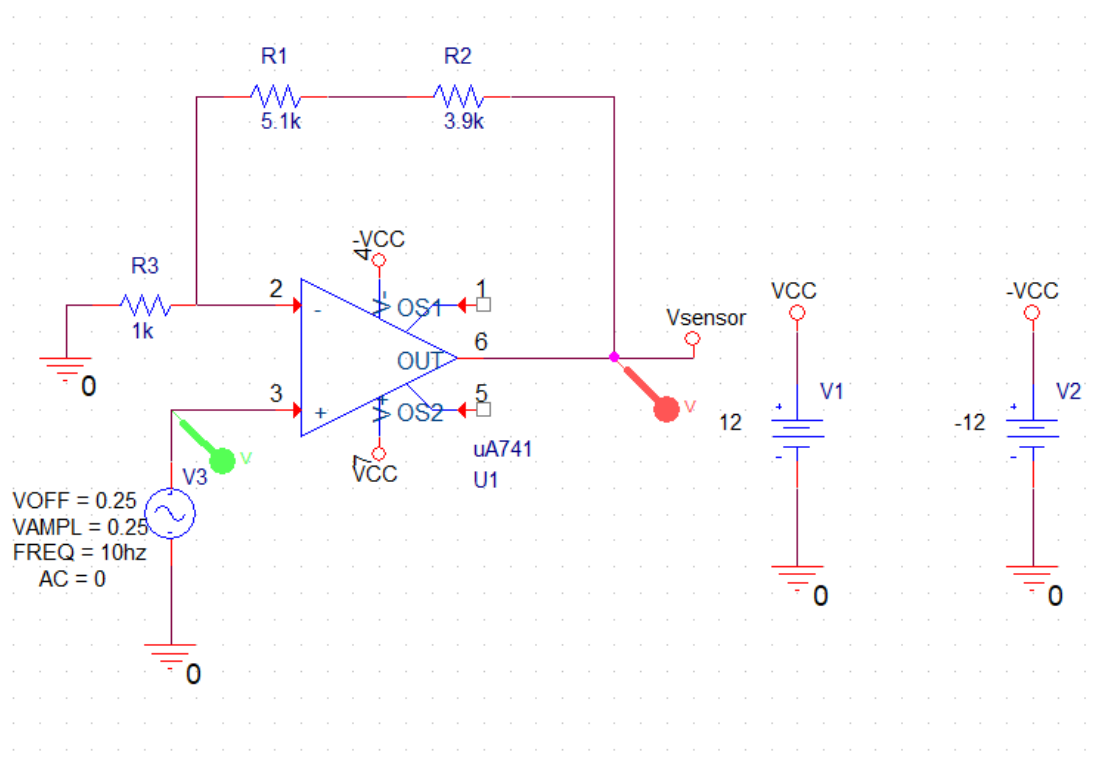 R1
R2
5.1k
3.9k
-VCC
4
R3
2
1
V-
OS1
-
VCC
-VCC
1k
Vsensor
6
OUT
0
3
5
V1
V2
+
V+
OS2
+
+
12
-12
uA741
7
V
V
-
-
VCC
V3
U1
VOFF = 0.25
+
VAMPL = 0.25
-
FREQ = 10hz
AC = 0
0
0
0